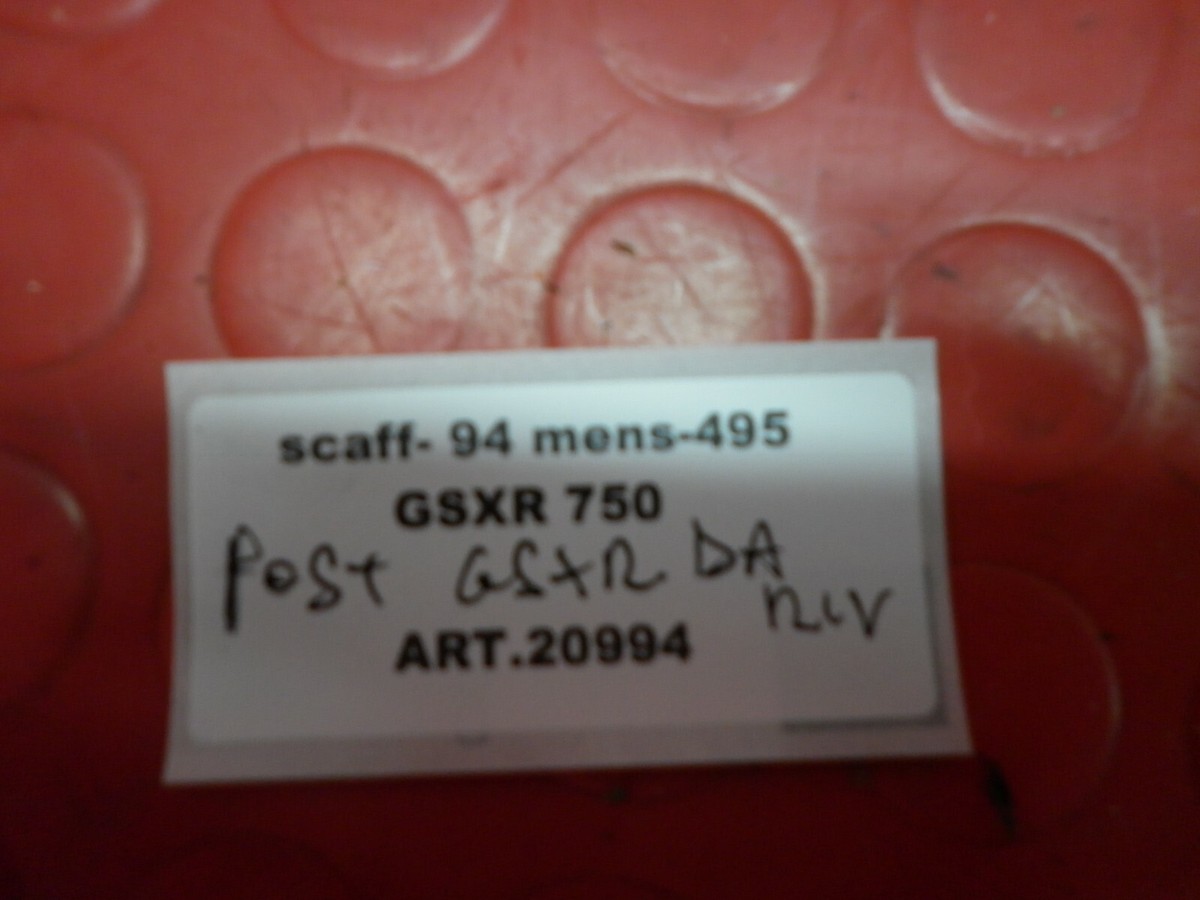 scaff- 94 mens-495
GSXR 750
POST GSXR DA
RIV
ART.20994